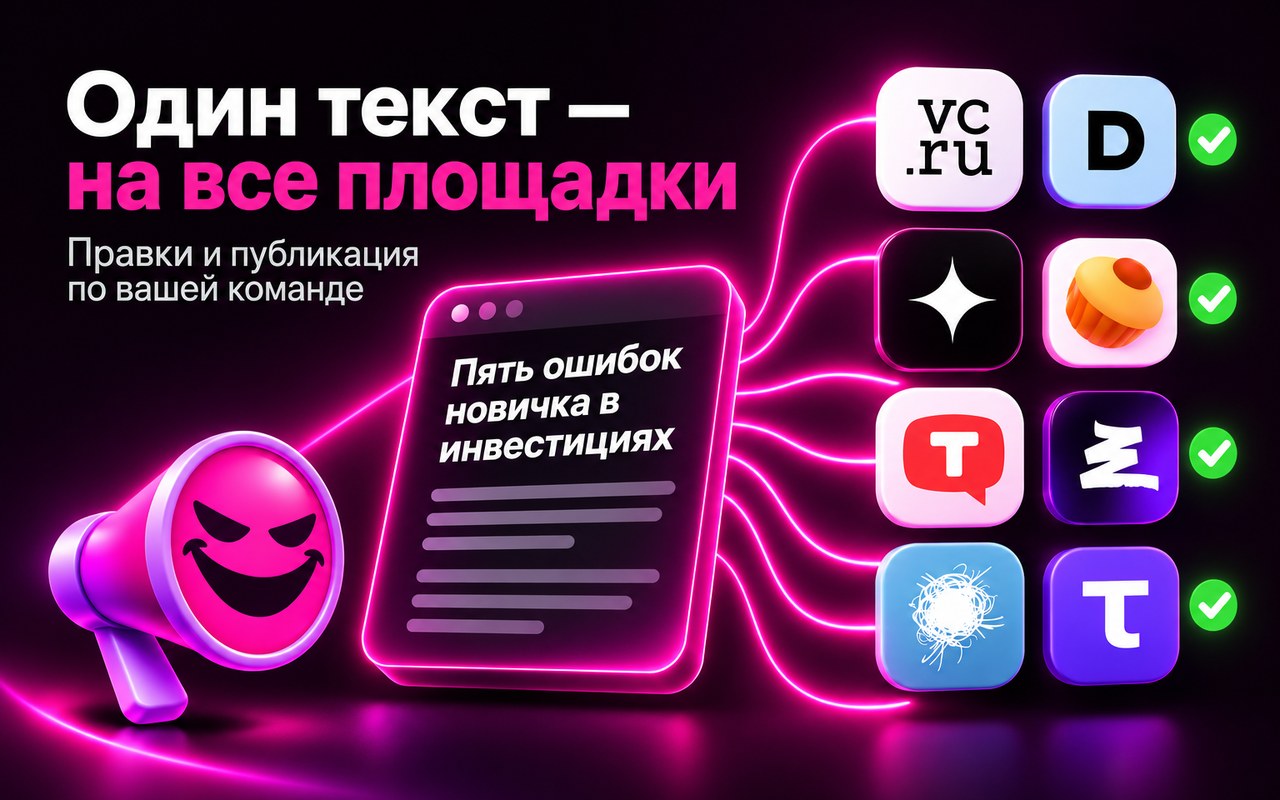 Один текст —
на все площадки
Правки и публикация
по вашей команде
Пять ошибок
новичка в
инвестициях
vc
.ru
D
T
T